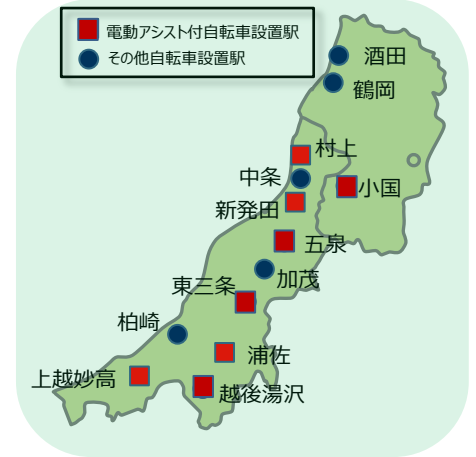 電動アシスト付自転車設置駅
その他自転車設置駅
酒田
鶴岡
村上
中条
小国
新発田
五泉
加茂
東三条
柏崎
浦佐
上越妙高
越後湯沢